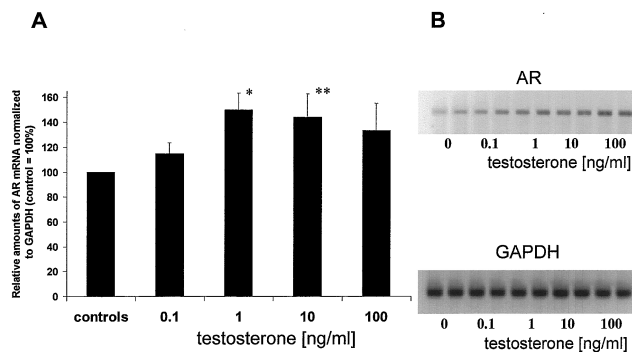 A
Relative amounts of AR mRNA normalized
to GAPDH (control = 100%)
160
140
120
100
80
60
40
20
0
*
**
controls 0.1 1 10 100
testosterone [ng/ml]
B
AR
0 0.1 1 10 100
testosterone [ng/ml]
GAPDH
0 0.1 1 10 100
testosterone [ng/ml]